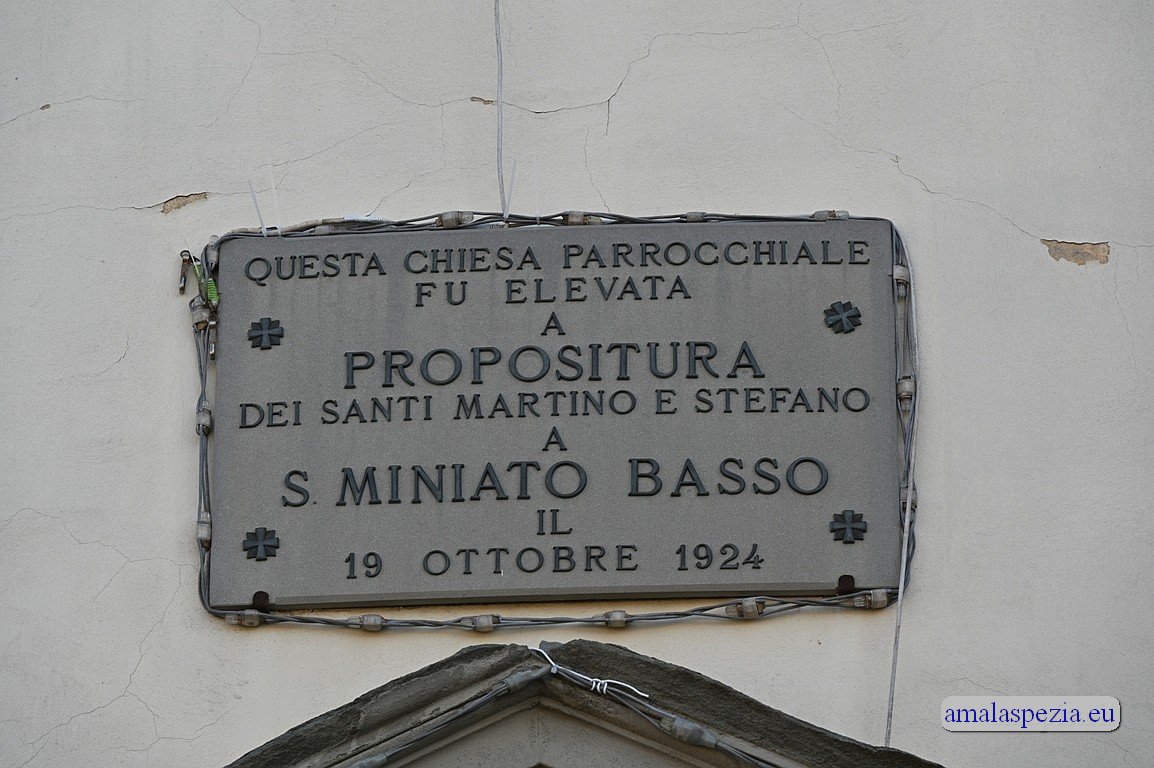 QUESTA CHIESA PARROCCHIALE
FU ELEVATA
A
PROPOSITURA
DEI SANTI MARTINO E STEFANO
A
S. MINIATO BASSO
IL
19 OTTOBRE 1924
amalaspezia.eu